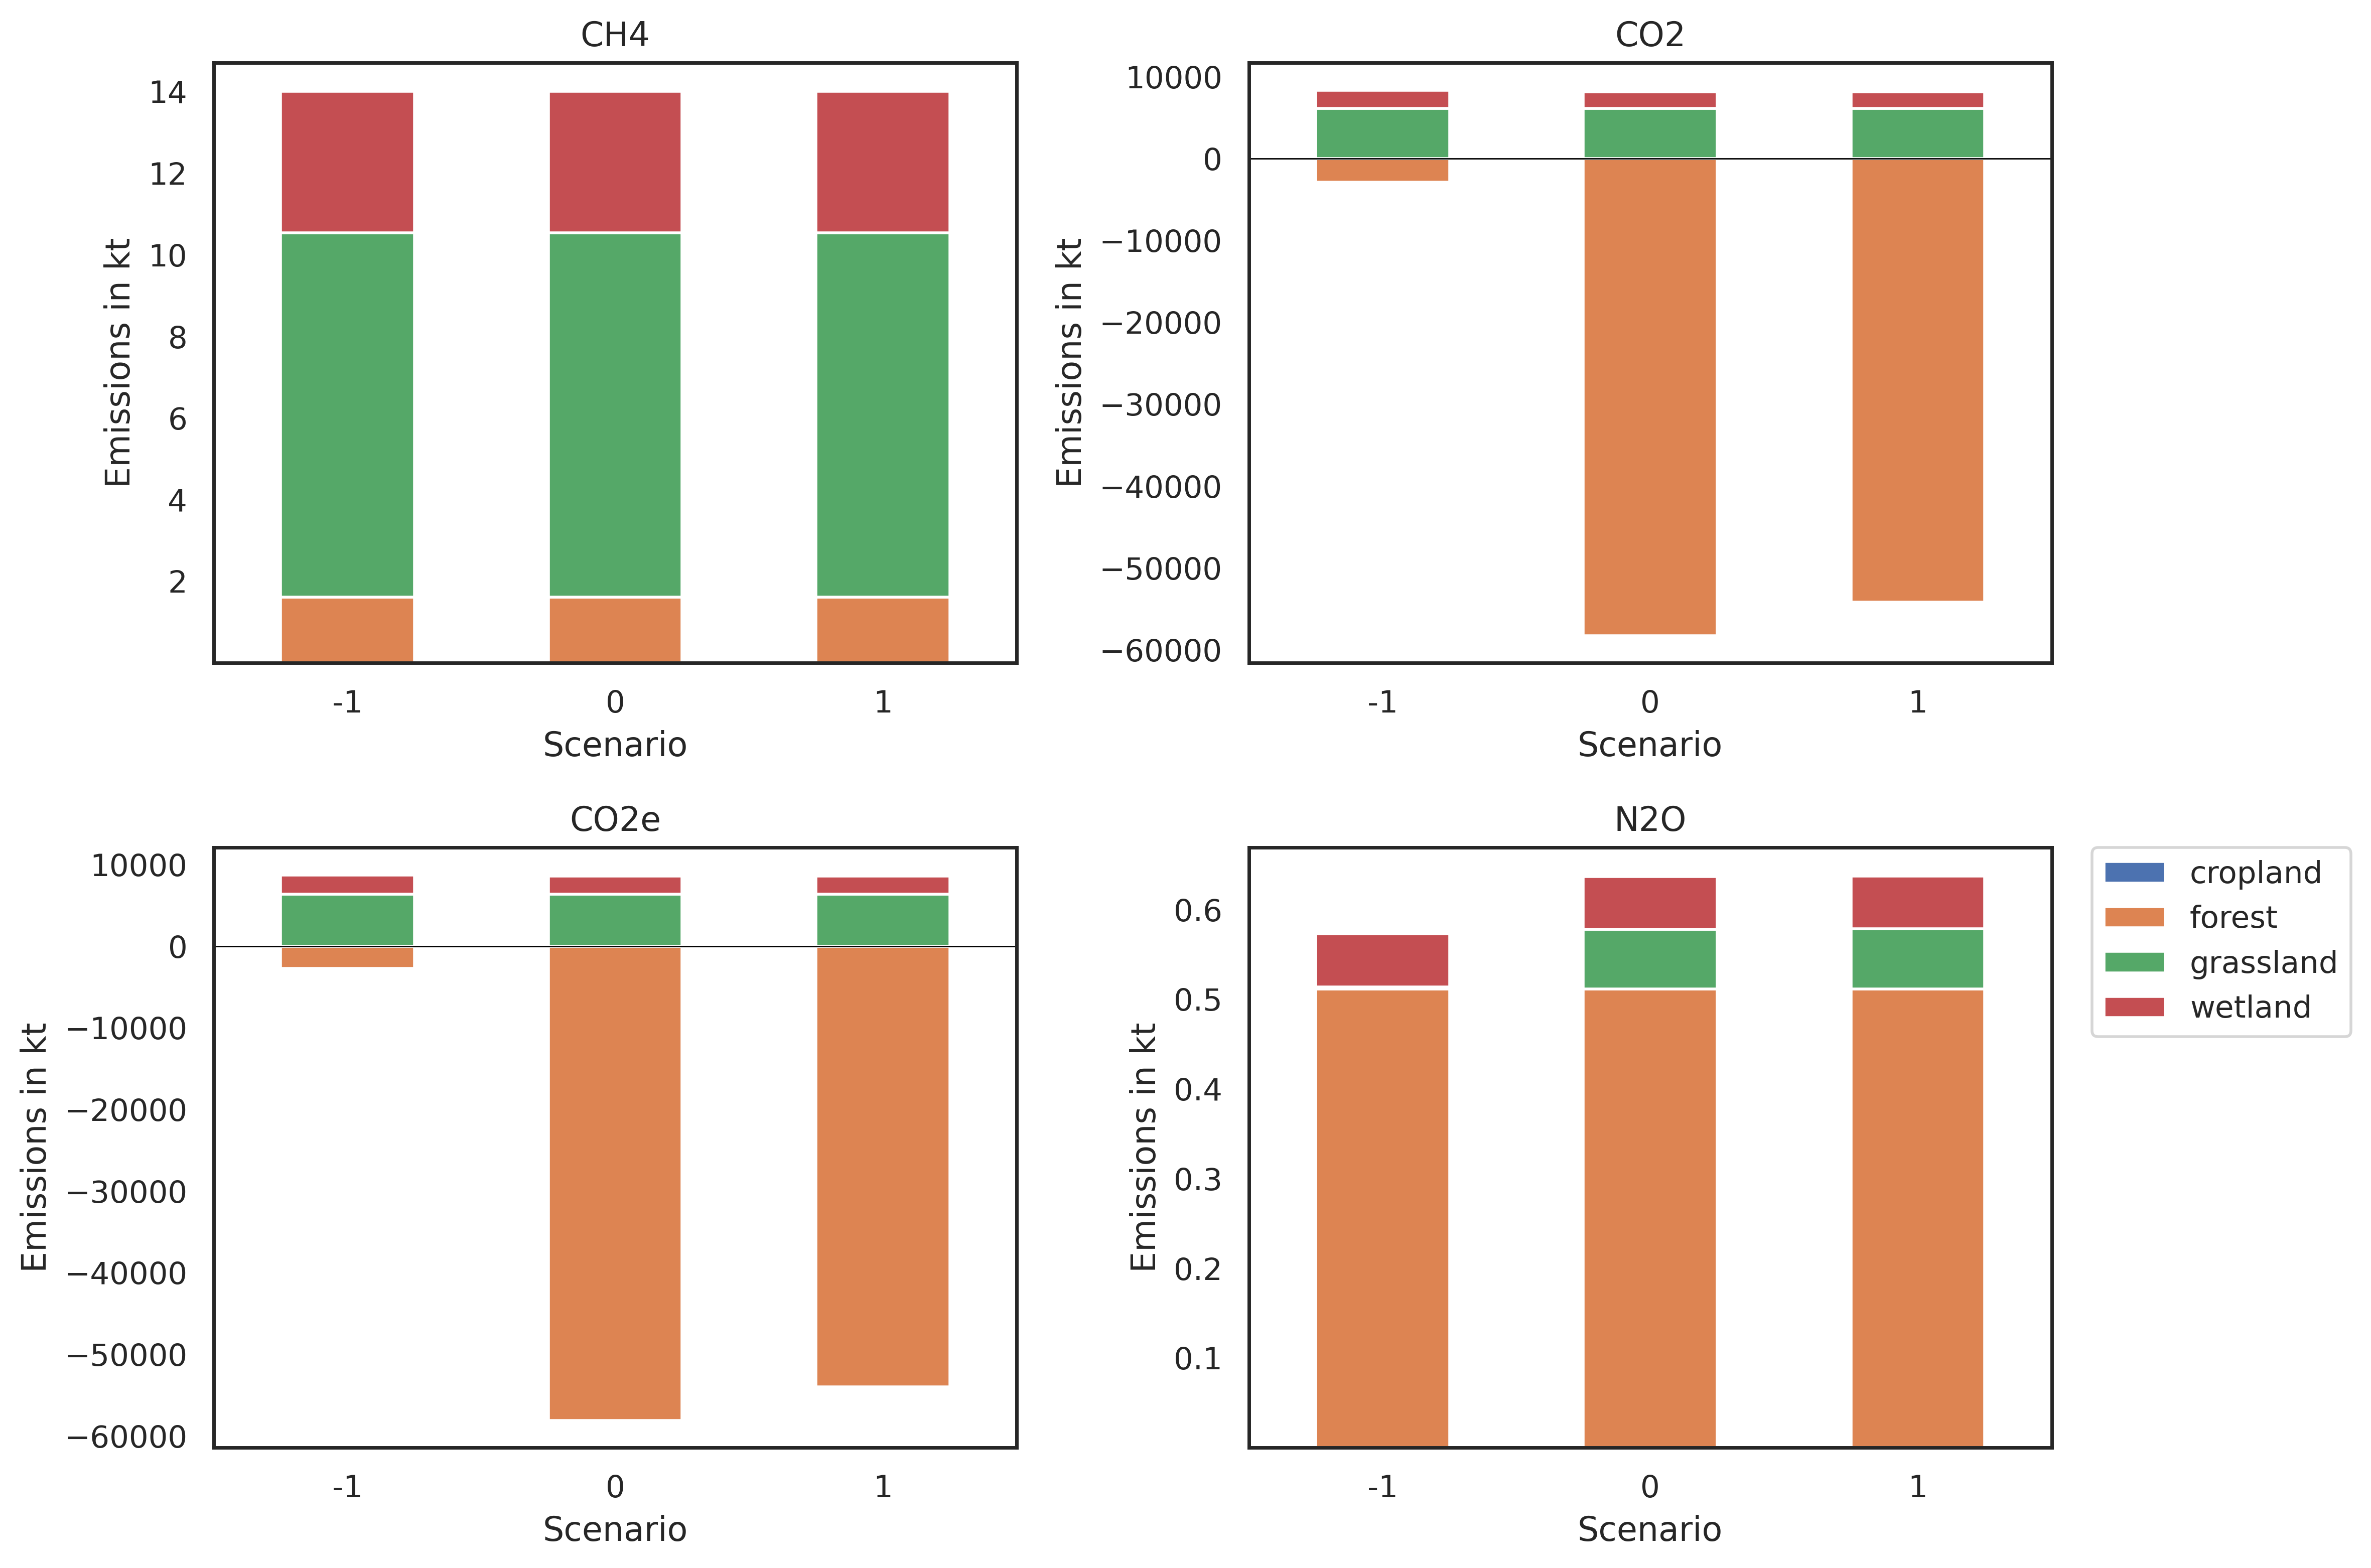 CH4
14
12
10
8
6
4
2
Emissions in kt
-1 0 1
Scenario
CO2
10000
0
−10000
−20000
−30000
−40000
−50000
−60000
Emissions in kt
-1 0 1
Scenario
CO2e
10000
0
−10000
−20000
−30000
−40000
−50000
−60000
Emissions in kt
-1 0 1
Scenario
N2O
0.6
0.5
0.4
0.3
0.2
0.1
Emissions in kt
-1 0 1
Scenario
cropland
forest
grassland
wetland